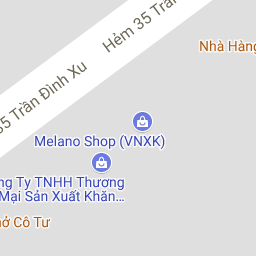 Hẻm 35 Trần
35 Trần Đình Xu
Nhà Hàng
Melano Shop (VNXK)
ng Ty TNHH Thương
Mại Sản Xuất Khăn...
ở Cô Tư